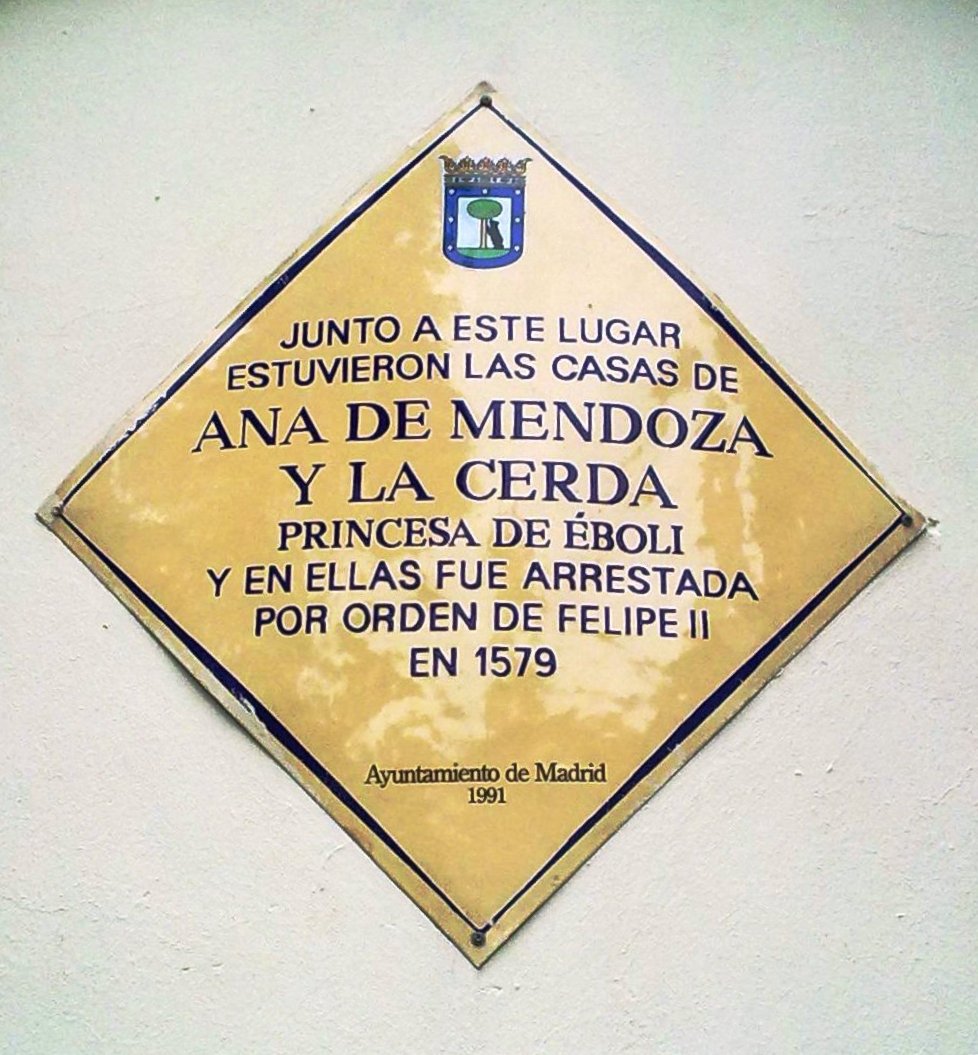 JUNTO A ESTE LUGAR
ESTUVIERON LAS CASAS DE
ANA DE MENDOZA
Y LA CERDA
PRINCESA DE ÉBOLI
Y EN ELLAS FUE ARRESTADA
POR ORDEN DE FELIPE II
EN 1579
Ayuntamiento de Madrid
1991